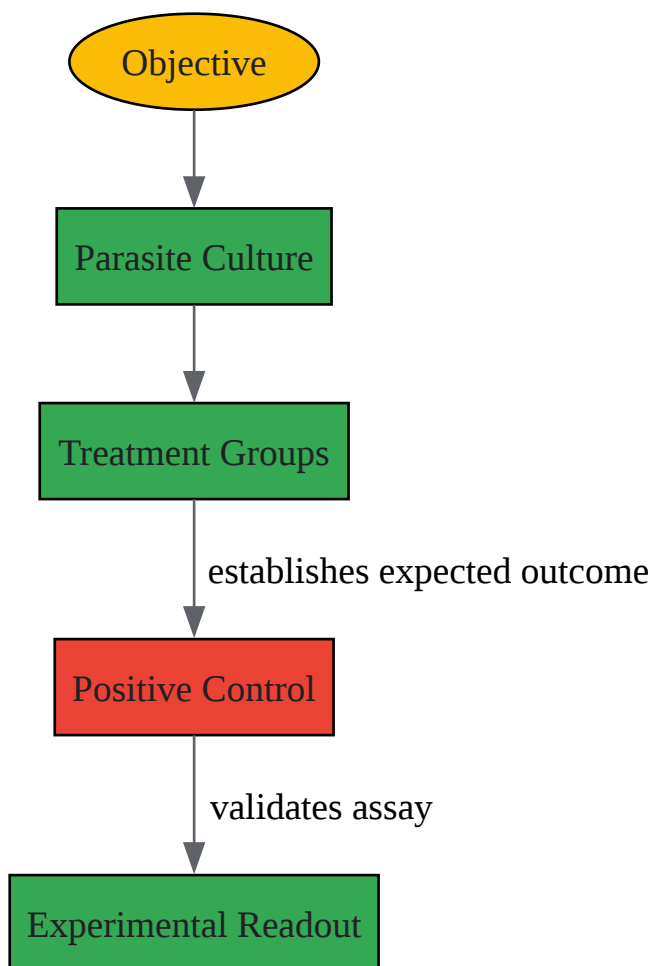 Objective
Parasite Culture
Treatment Groups
establishes expected outcome
Positive Control
validates assay
Experimental Readout